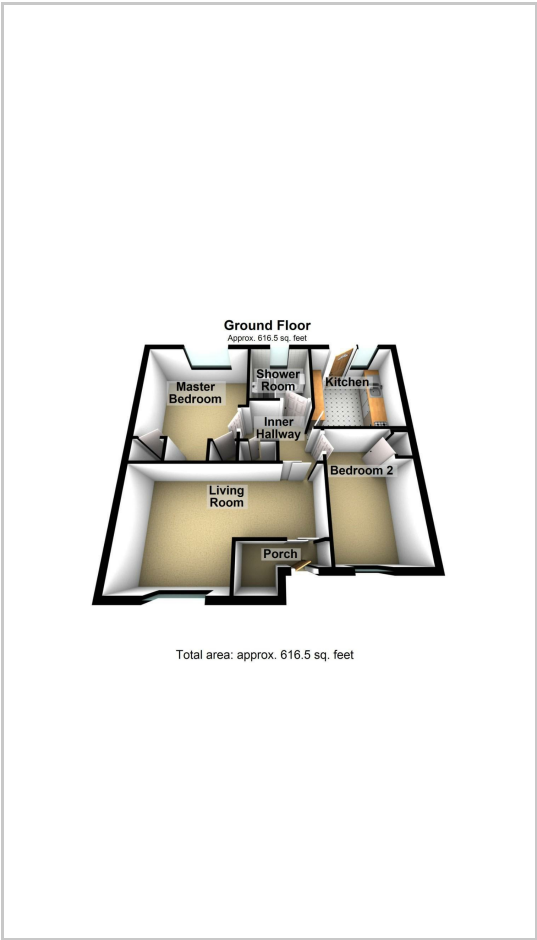 Ground Floor
Approx. 616.5 sq. feet
Shower
Room
Kitchen
Master
Bedroom
Inner
Hallway
Bedroom 2
Living
Room
Porch
Total area: approx. 616.5 sq. feet